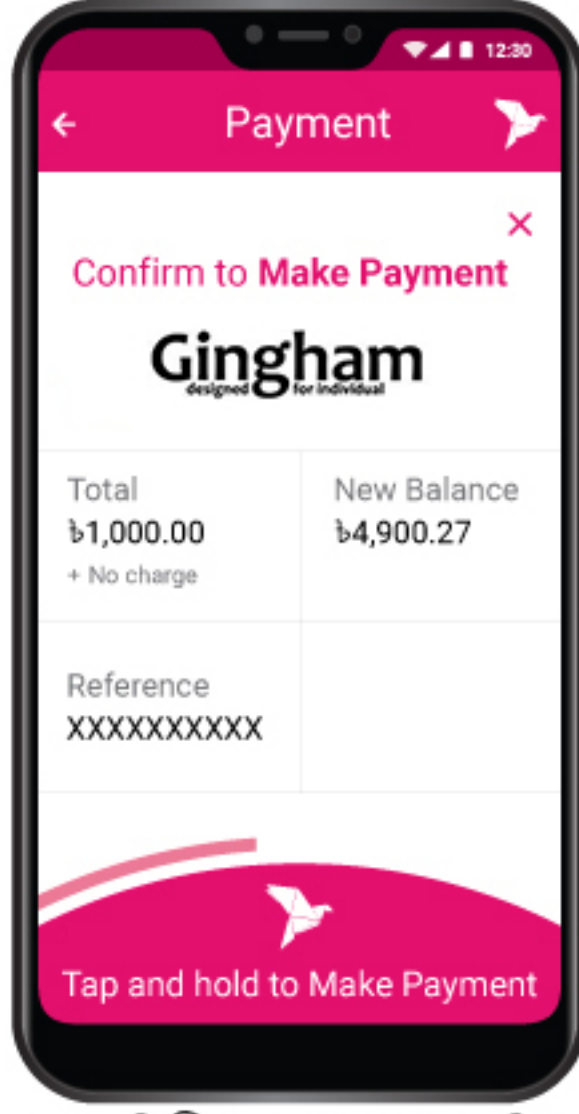 12:30
Payment
Confirm to Make Payment
Gingham
designed for individual
Total
৳1,000.00
+ No charge
New Balance
৳4,900.27
Reference
XXXXXXXXXX
Tap and hold to Make Payment